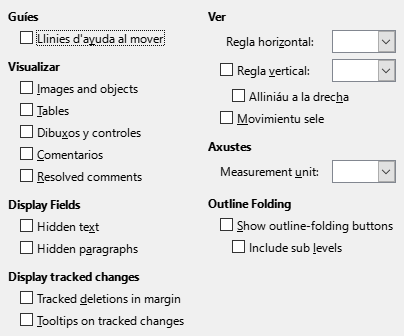 Guíes
Llinies d'ayuda al mover
Visualizar
Images and objects
Tables
Dibuxos y controles
Comentarios
Resolved comments
Display Fields
Hidden text
Hidden paragraphs
Display tracked changes
Tracked deletions in margin
Tooltips on tracked changes
Ver
Regla horizontal:
Regla vertical:
Alliniáu a la drecha
Movimientu sele
Axustes
Measurement unit:
Outline Folding
Show outline-folding buttons
Include sub levels